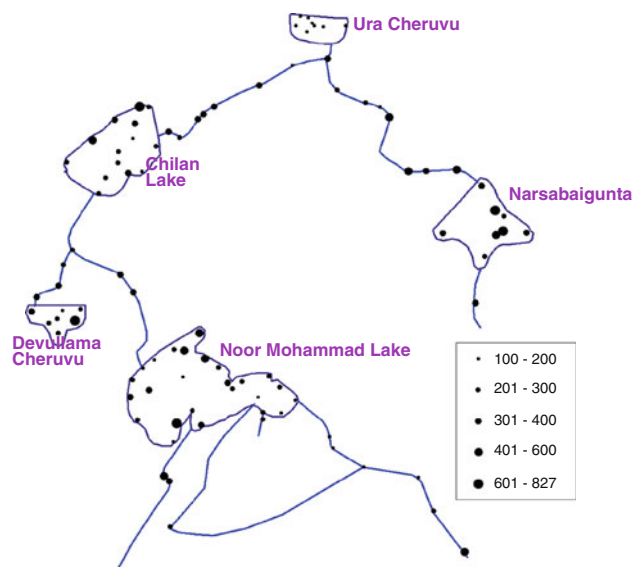 Ura Cheruvu
Chilan
Lake
Narsabaigunta
Devullama
Cheruvu
Noor Mohammad Lake
100 - 200
201 - 300
301 - 400
401 - 600
601 - 827